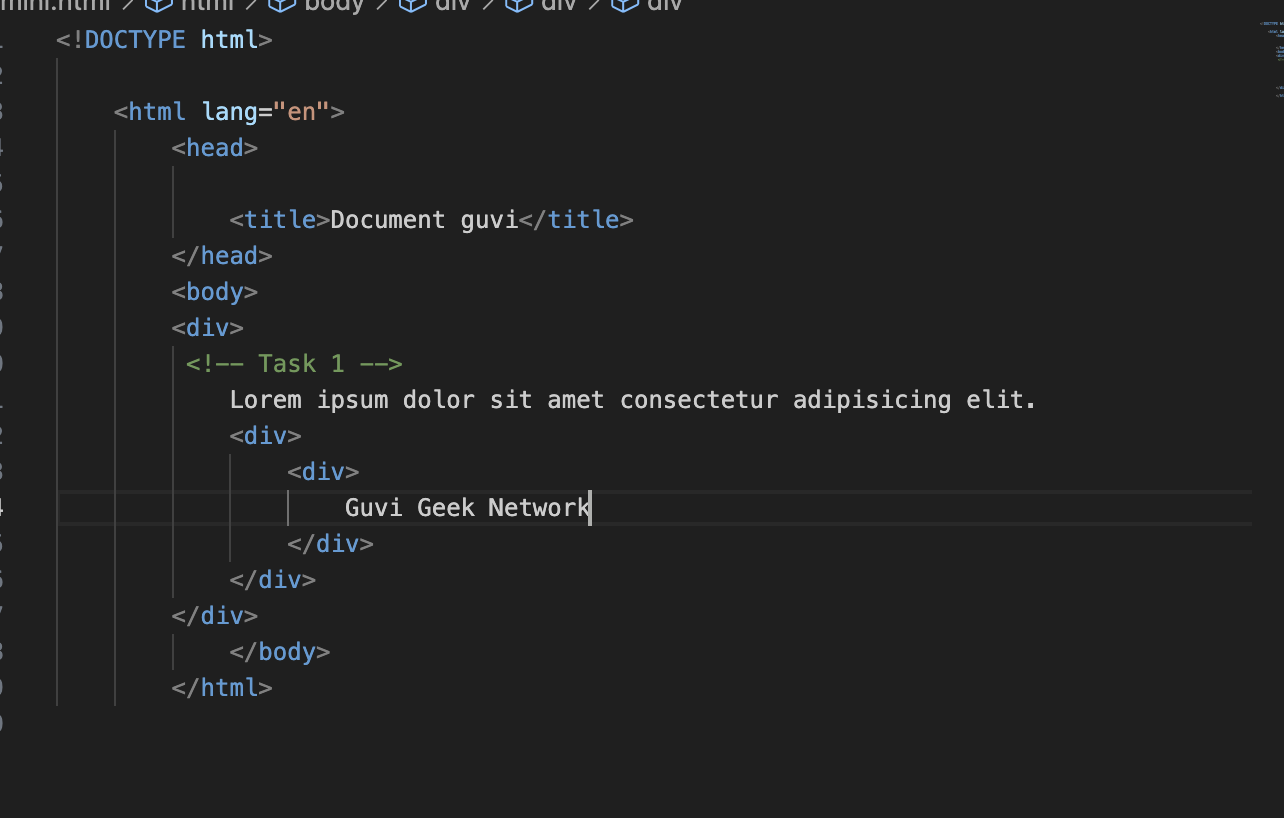 mini.html > html > body > div > div > div
<!DOCTYPE html>
<html lang="en">
<head>
<title>Document guvi</title>
</head>
<body>
<div>
<!-- Task 1 -->
Lorem ipsum dolor sit amet consectetur adipisicing elit.
<div>
<div>
Guvi Geek Network
</div>
</div>
</div>
</body>
</html>